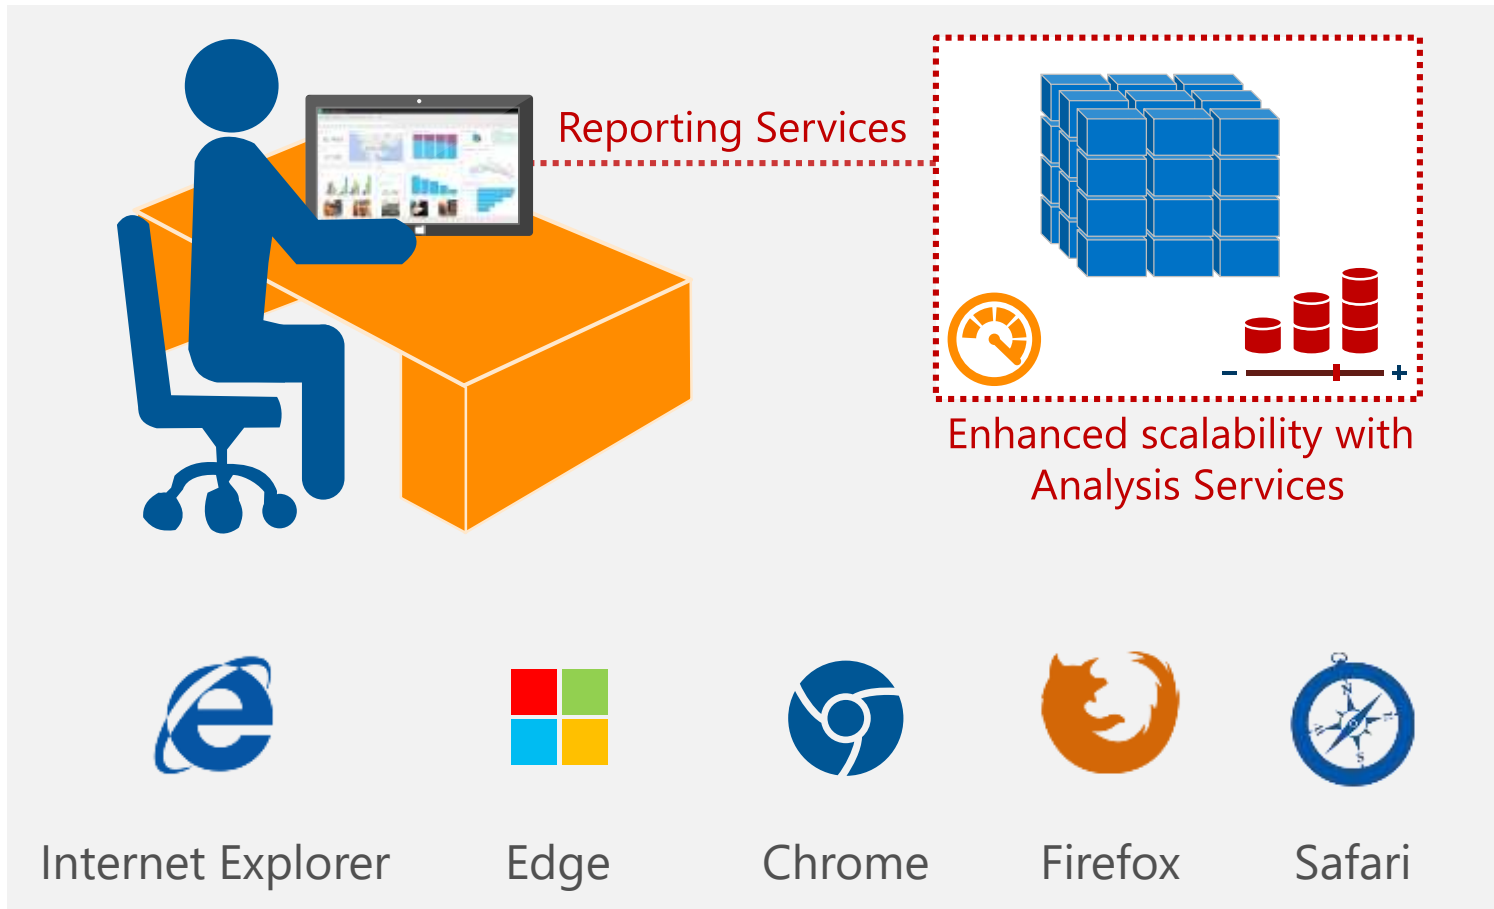 Reporting Services
Enhanced scalability with
Analysis Services
Internet Explorer
Edge
Chrome
Firefox
Safari